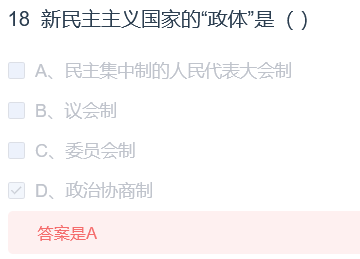 18 新民主主义国家的“政体”是（ ）
A、民主集中制的人民代表大会制
B、议会制
C、委员会制
D、政治协商制
答案是A